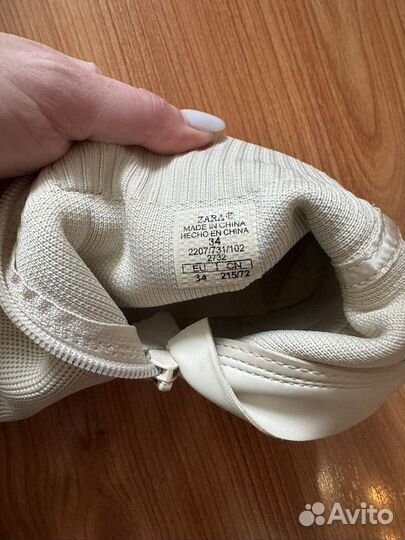 ZARA®
MADE IN CHINA
HECHO EN CHINA
34
2207/731/102
2732
EU CN
34 215/72
Avito